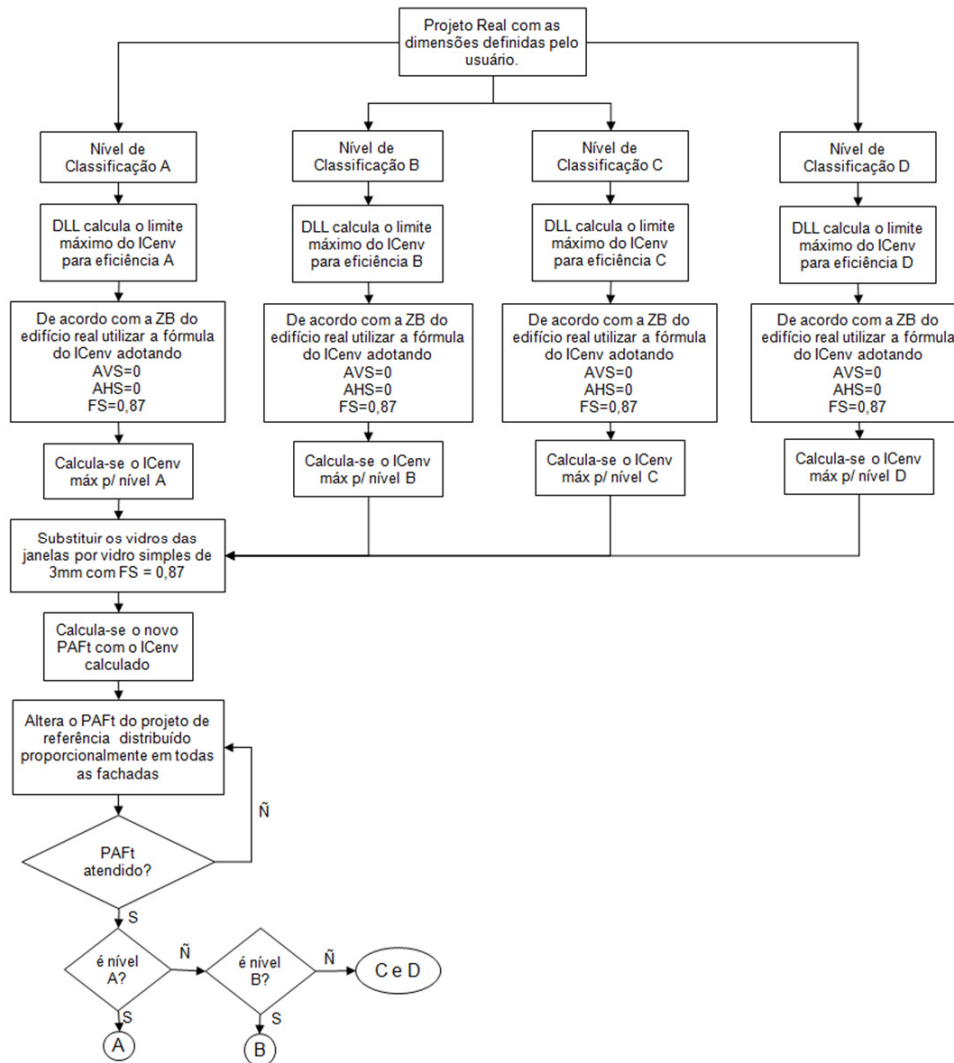 Projeto Real com as
dimensões definidas pelo
usuário.
Nível de
Classificação A
Nível de
Classificação B
Nível de
Classificação C
Nível de
Classificação D
DLL calcula o limite
máximo do ICenv
para eficiência A
DLL calcula o limite
máximo do ICenv
para eficiência B
DLL calcula o limite
máximo do ICenv
para eficiência C
DLL calcula o limite
máximo do ICenv
para eficiência D
De acordo com a ZB do
edifício real utilizar a fórmula
do ICenv adotando
AVS=0
AHS=0
FS=0,87
De acordo com a ZB do
edifício real utilizar a fórmula
do ICenv adotando
AVS=0
AHS=0
FS=0,87
De acordo com a ZB do
edifício real utilizar a fórmula
do ICenv adotando
AVS=0
AHS=0
FS=0,87
De acordo com a ZB do
edifício real utilizar a fórmula
do ICenv adotando
AVS=0
AHS=0
FS=0,87
Calcula-se o ICenv
máx p/ nível A
Calcula-se o ICenv
máx p/ nível B
Calcula-se o ICenv
máx p/ nível C
Calcula-se o ICenv
máx p/ nível D
Substituir os vidros das
janelas por vidro simples de
3mm com FS = 0,87
Calcula-se o novo
PAFt com o ICenv
calculado
Altera o PAFt do projeto de
referência distribuído
proporcionalmente em todas
as fachadas
Ñ
PAFt
atendido?
S
é nível
A?
Ñ
é nível
B?
Ñ
C e D
S
S
A
B